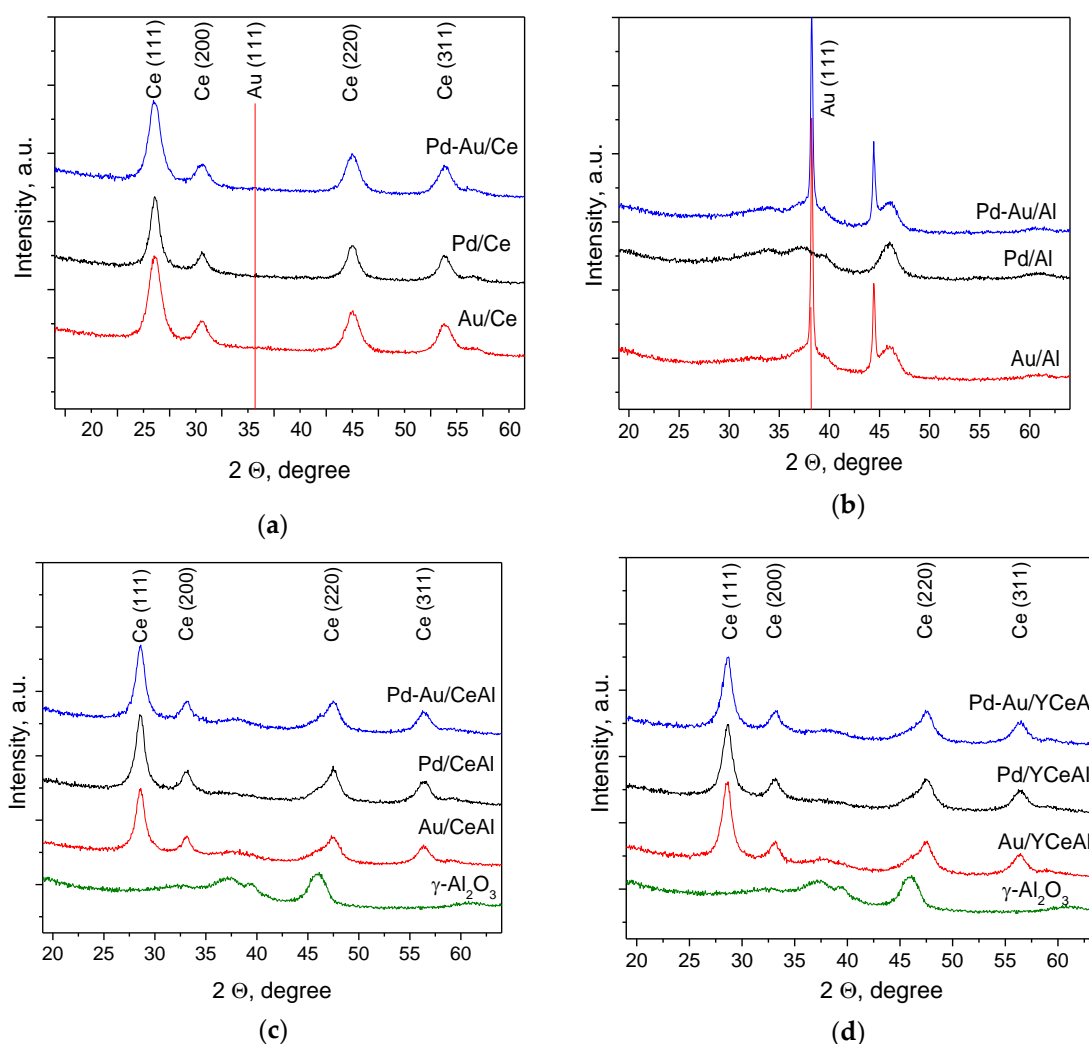 Ce (111)
Ce (200)
Au (111)
Ce (220)
Ce (311)
Pd-Au/Ce
Pd/Ce
Au/Ce
Intensity, a.u.
20 25 30 35 40 45 50 55 60
2 Θ, degree
(a)
Au (111)
Pd-Au/Al
Pd/Al
Au/Al
Intensity, a.u.
20 25 30 35 40 45 50 55 60
2 Θ, degree
(b)
Ce (111)
Ce (200)
Ce (220)
Ce (311)
Pd-Au/CeAl
Pd/CeAl
Au/CeAl
γ-Al₂O₃
Intensity, a.u.
20 25 30 35 40 45 50 55 60
2 Θ, degree
(c)
Ce (111)
Ce (200)
Ce (220)
Ce (311)
Pd-Au/YCeAl
Pd/YCeAl
Au/YCeAl
γ-Al₂O₃
Intensity, a.u.
20 25 30 35 40 45 50 55 60
2 Θ, degree
(d)